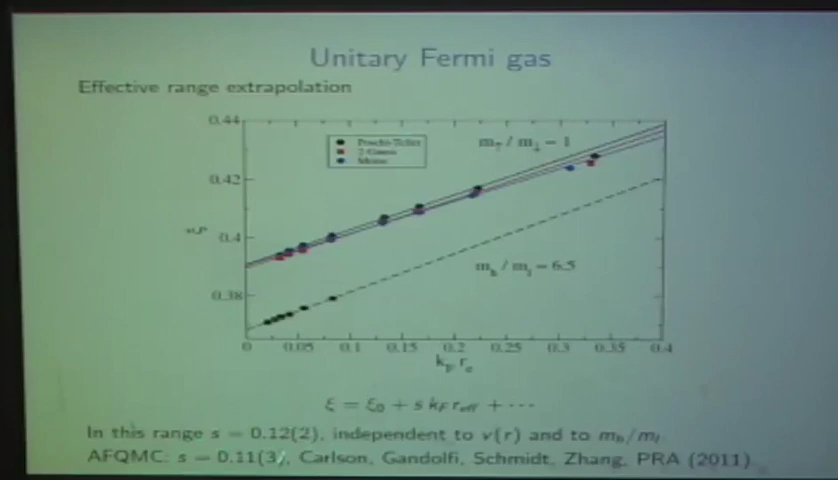 Unitary Fermi gas
Effective range extrapolation
0.44
0.42
0.4
0.38
ξ
Poschl-Teller
2-Gauss
m↑ / m↓ = 1
m_h / m_l = 6.5
0 0.05 0.1 0.15 0.2 0.25 0.3 0.35 0.4
k_F r_e
ξ = ξ₀ + s k_F r_eff + ⋯
In this range s = 0.12(2), independent to v(r) and to m_h/m_l.
AFQMC: s = 0.11(3), Carlson, Gandolfi, Schmidt, Zhang, PRA (2011)